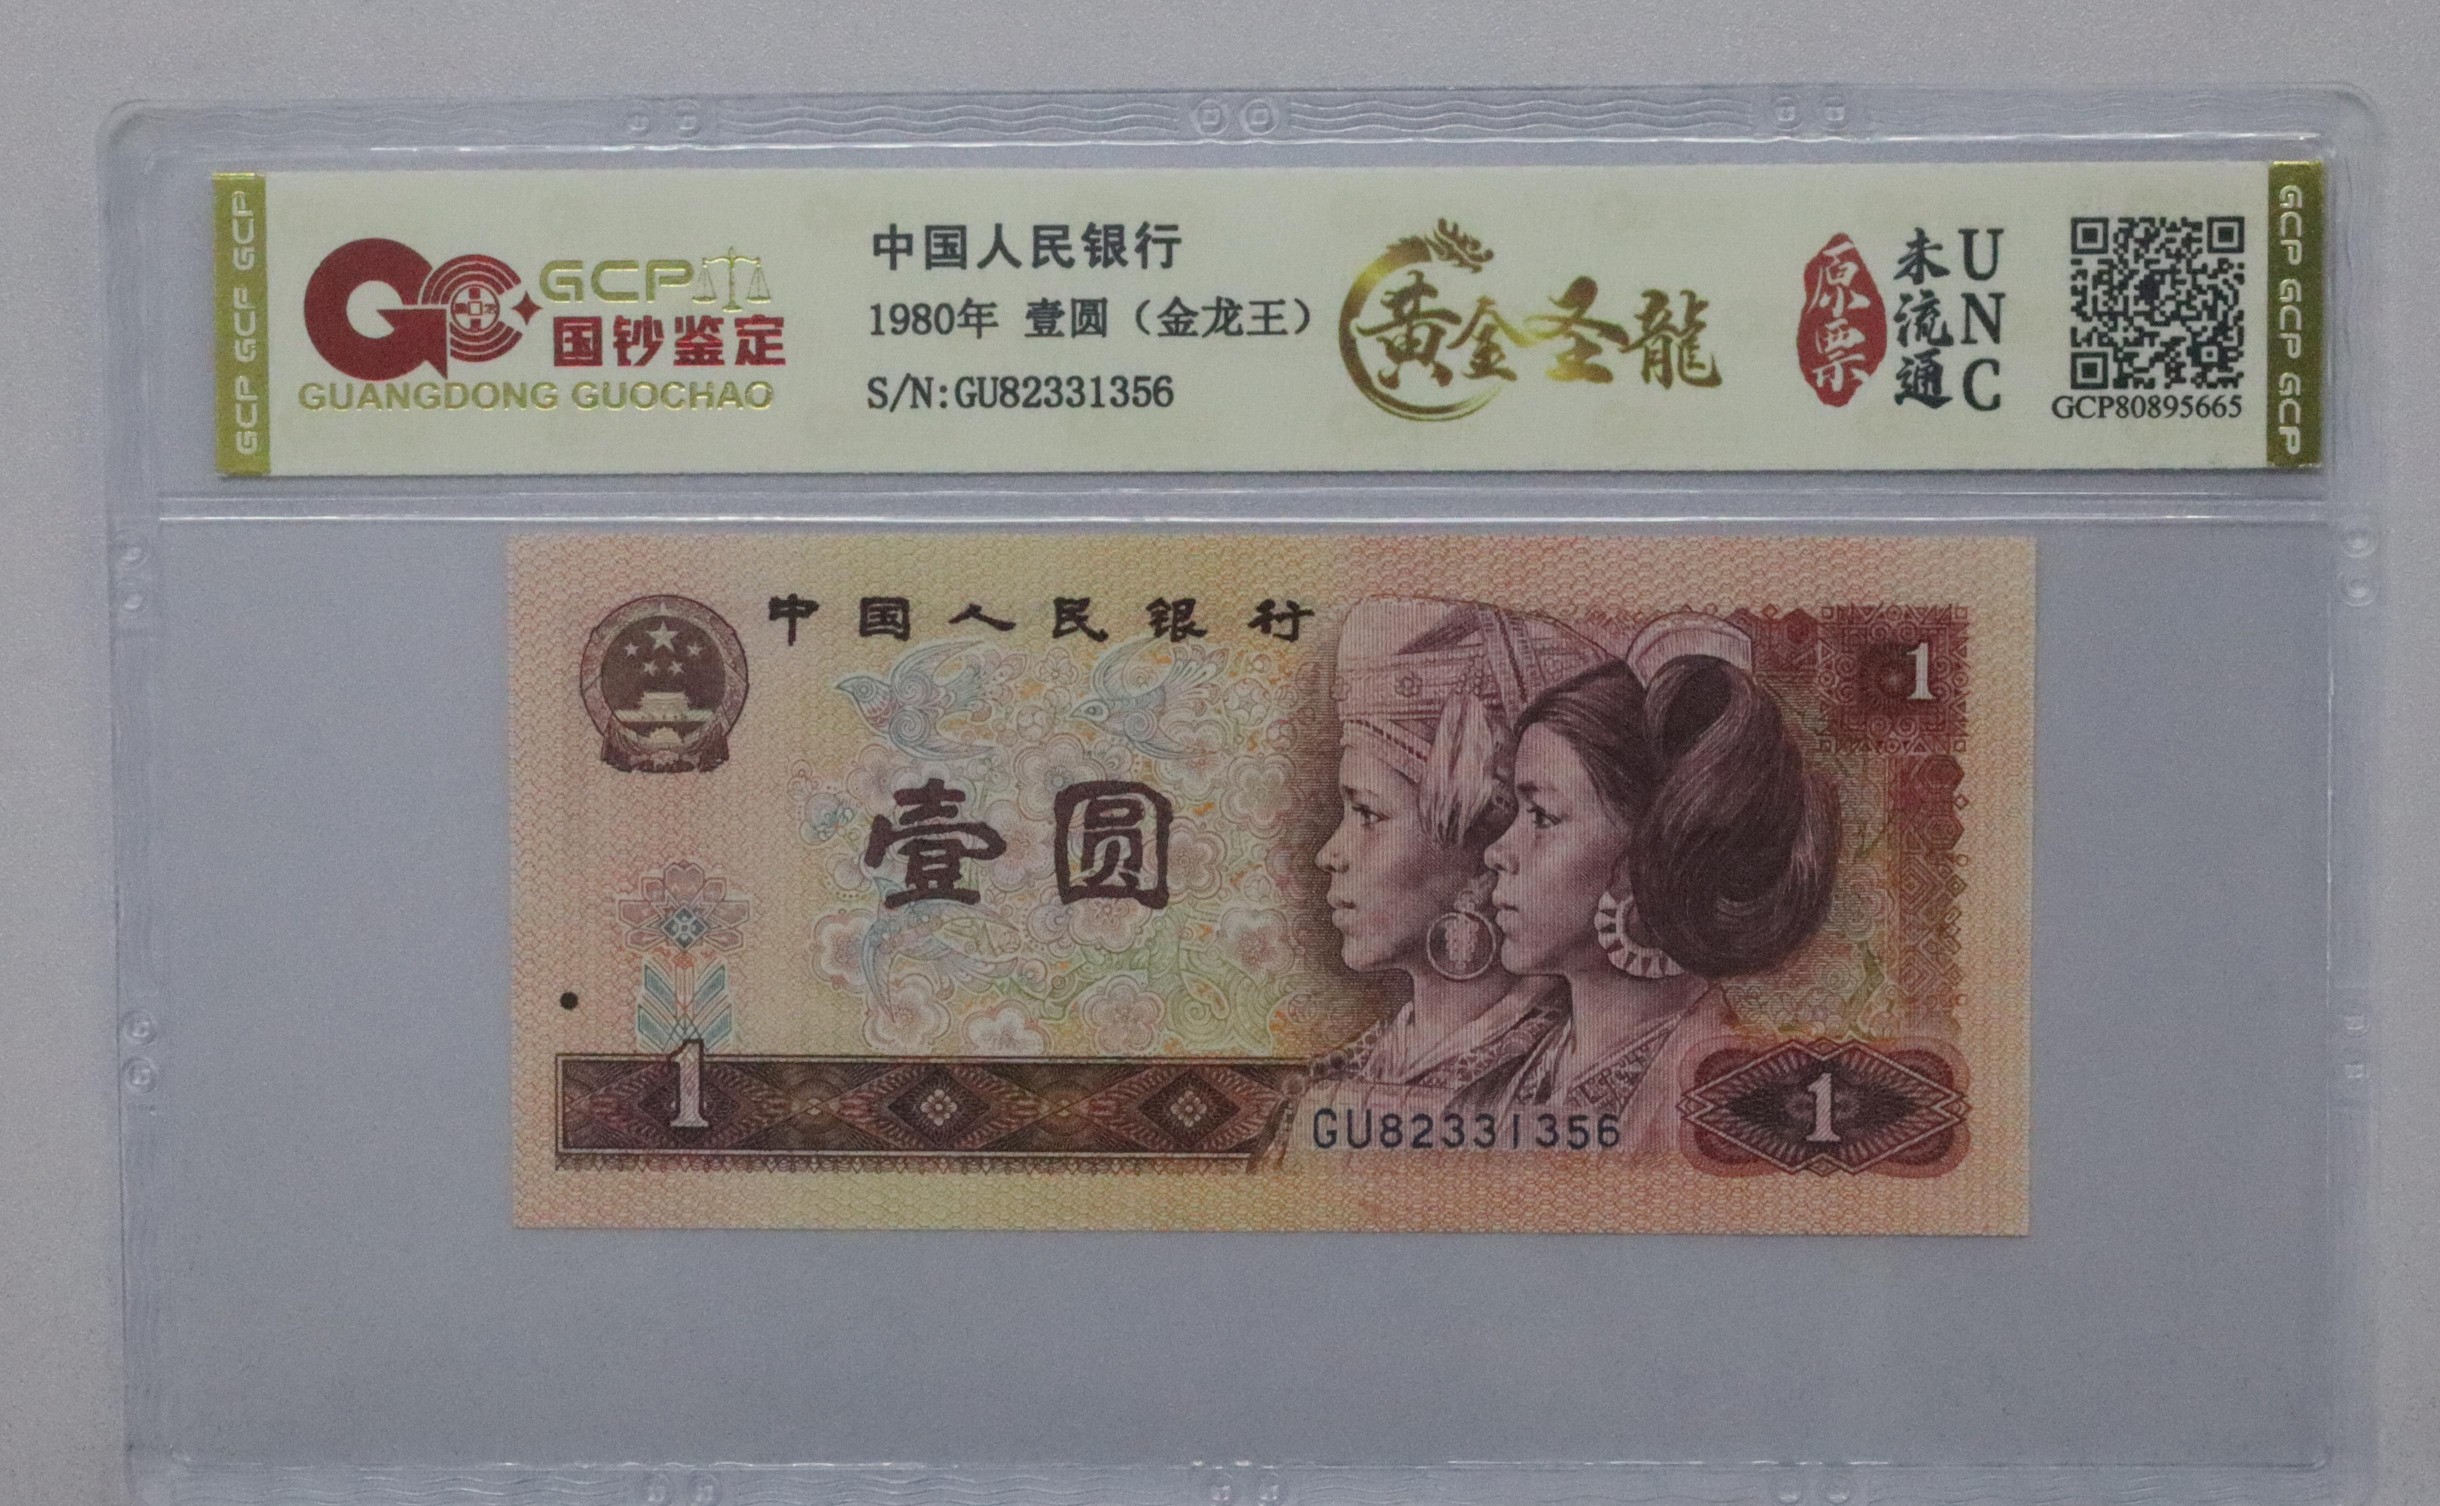 GCP GCP GCP
GCP
国钞鉴定
GUANGDONG GUOCHAO
中国人民银行
1980年 壹圆（金龙王）
S/N:GU82331356
黄金圣龍
原票
未流通
UNC
GCP80895665
GCP GCP GCP
中国人民银行
1
壹圆
1
GU82331356
1